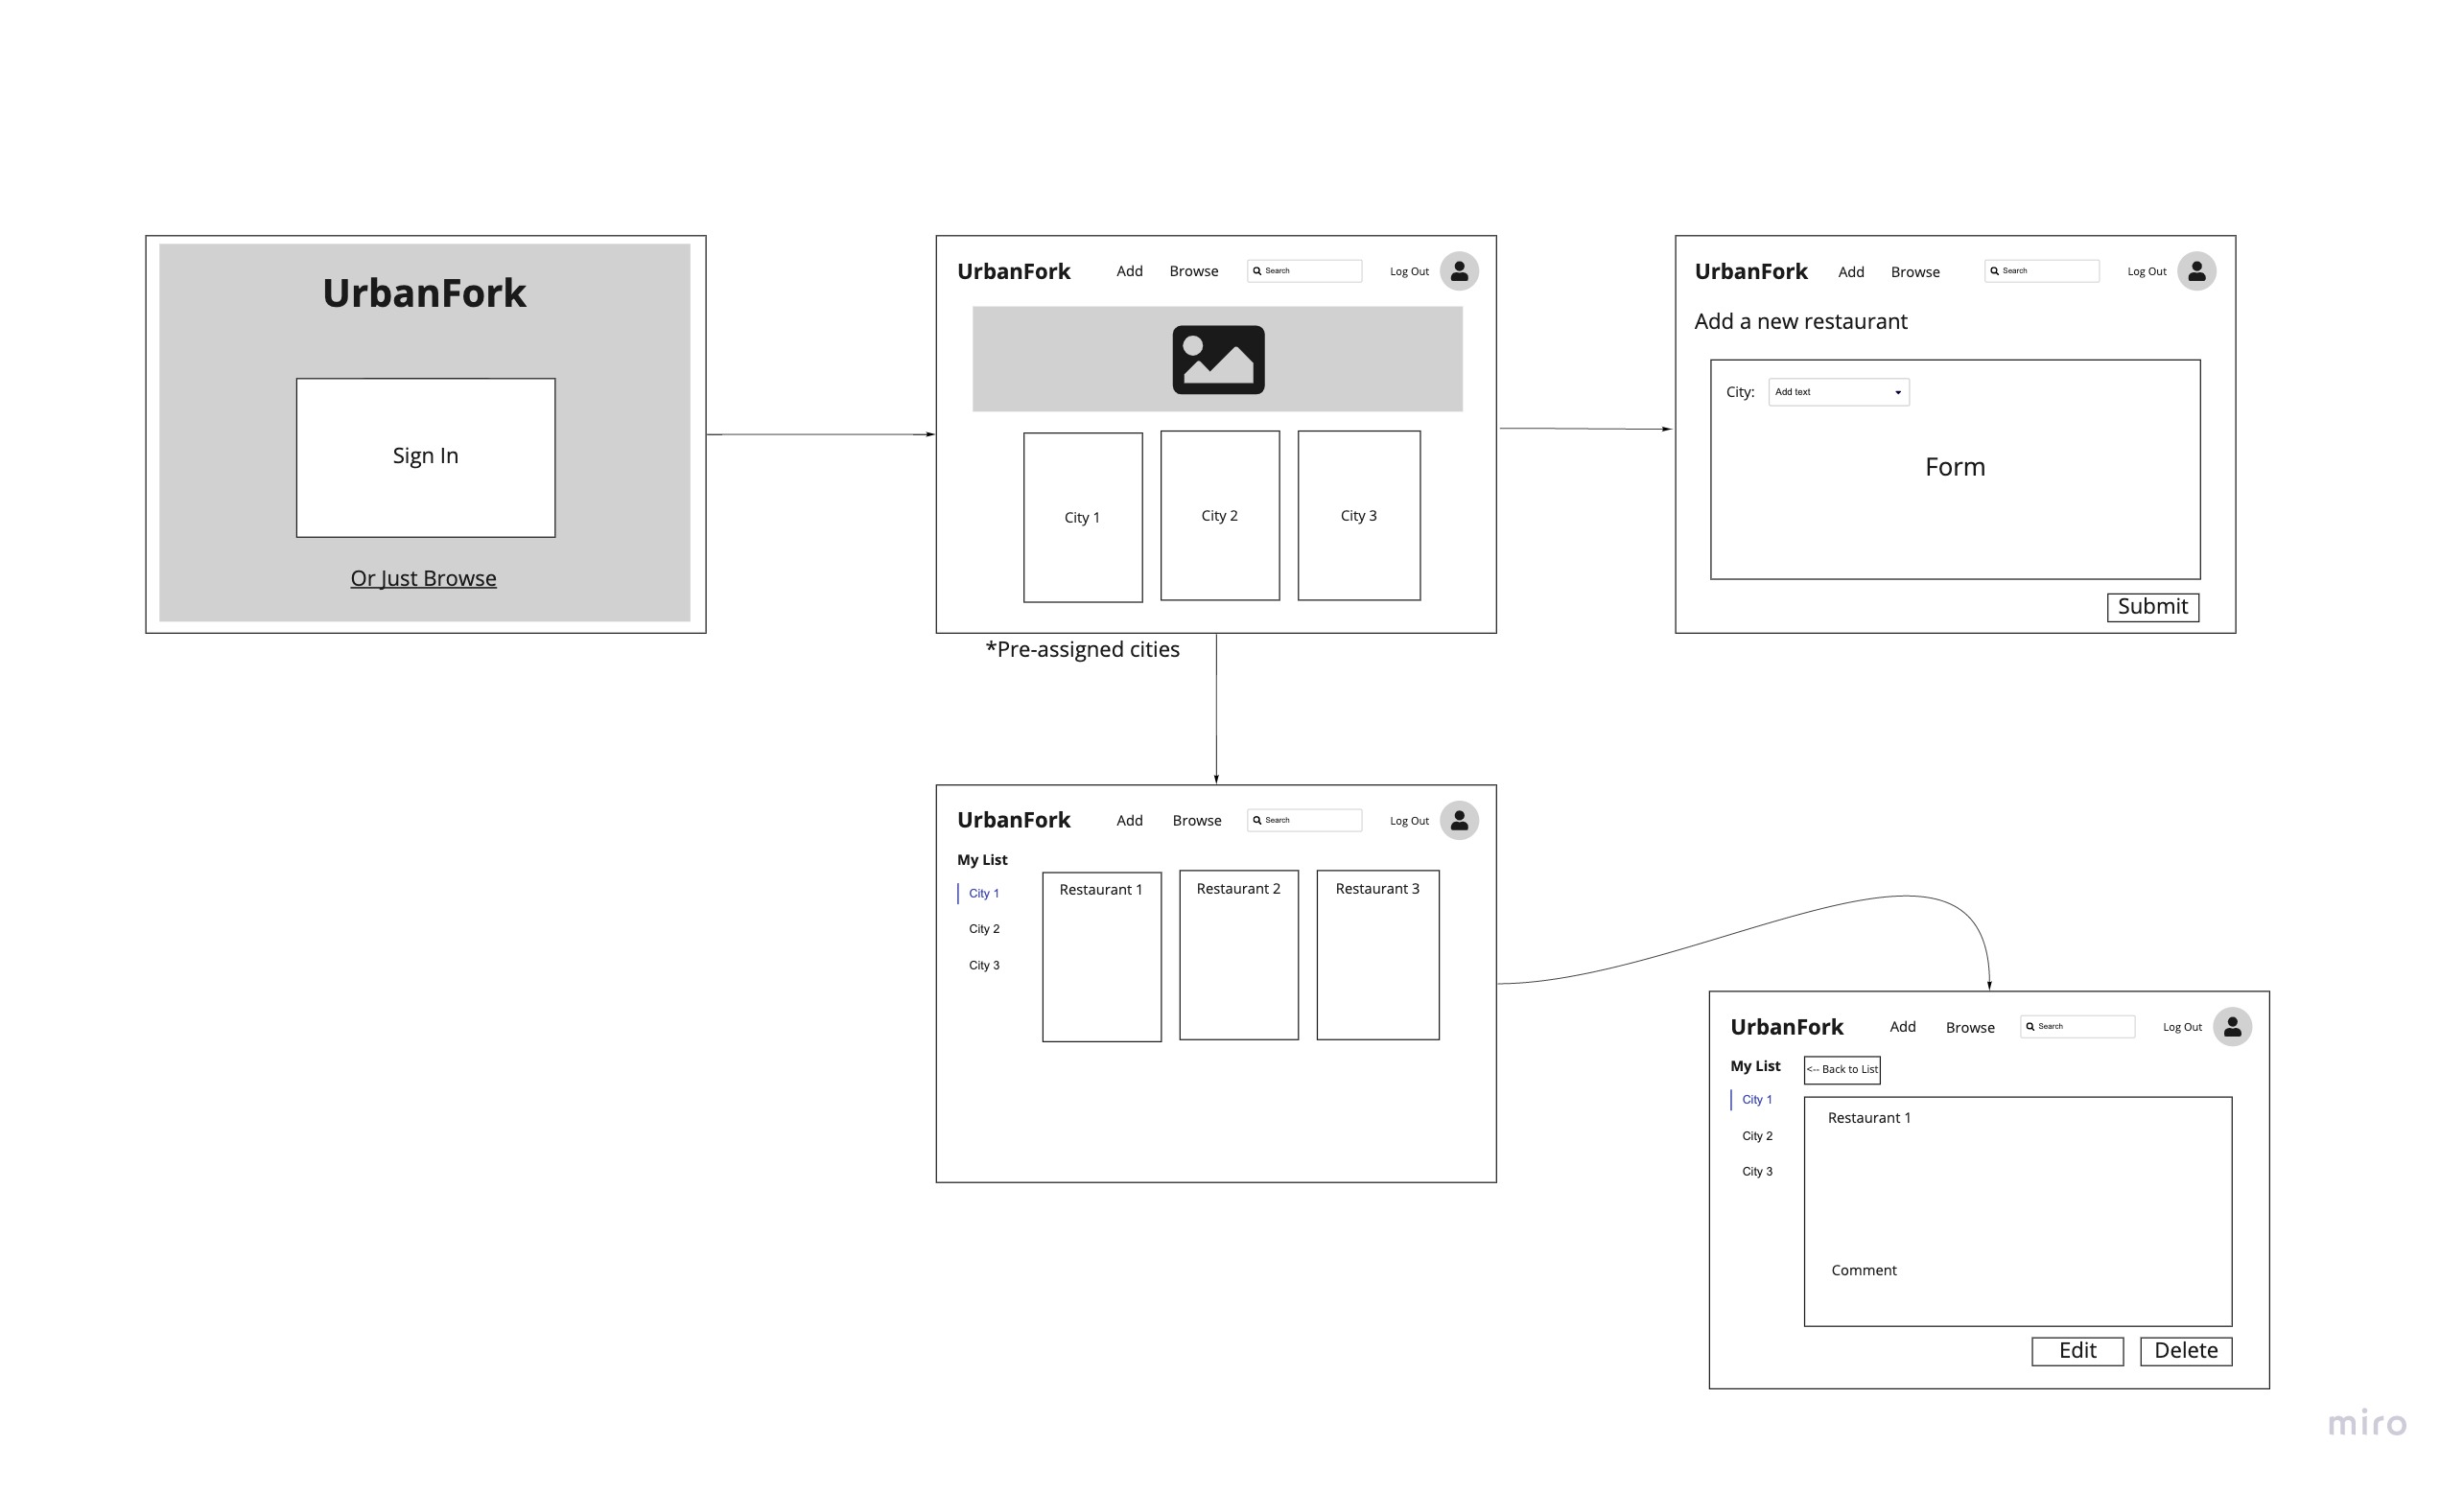 UrbanFork
Sign In
Or Just Browse
UrbanFork Add Browse Search Log Out
City 1 City 2 City 3
*Pre-assigned cities
UrbanFork Add Browse Search Log Out
Add a new restaurant
City: Add text
Form
Submit
UrbanFork Add Browse Search Log Out
My List
City 1
City 2
City 3
Restaurant 1 Restaurant 2 Restaurant 3
UrbanFork Add Browse Search Log Out
My List
City 1
City 2
City 3
<-- Back to List
Restaurant 1
Comment
Edit Delete
miro